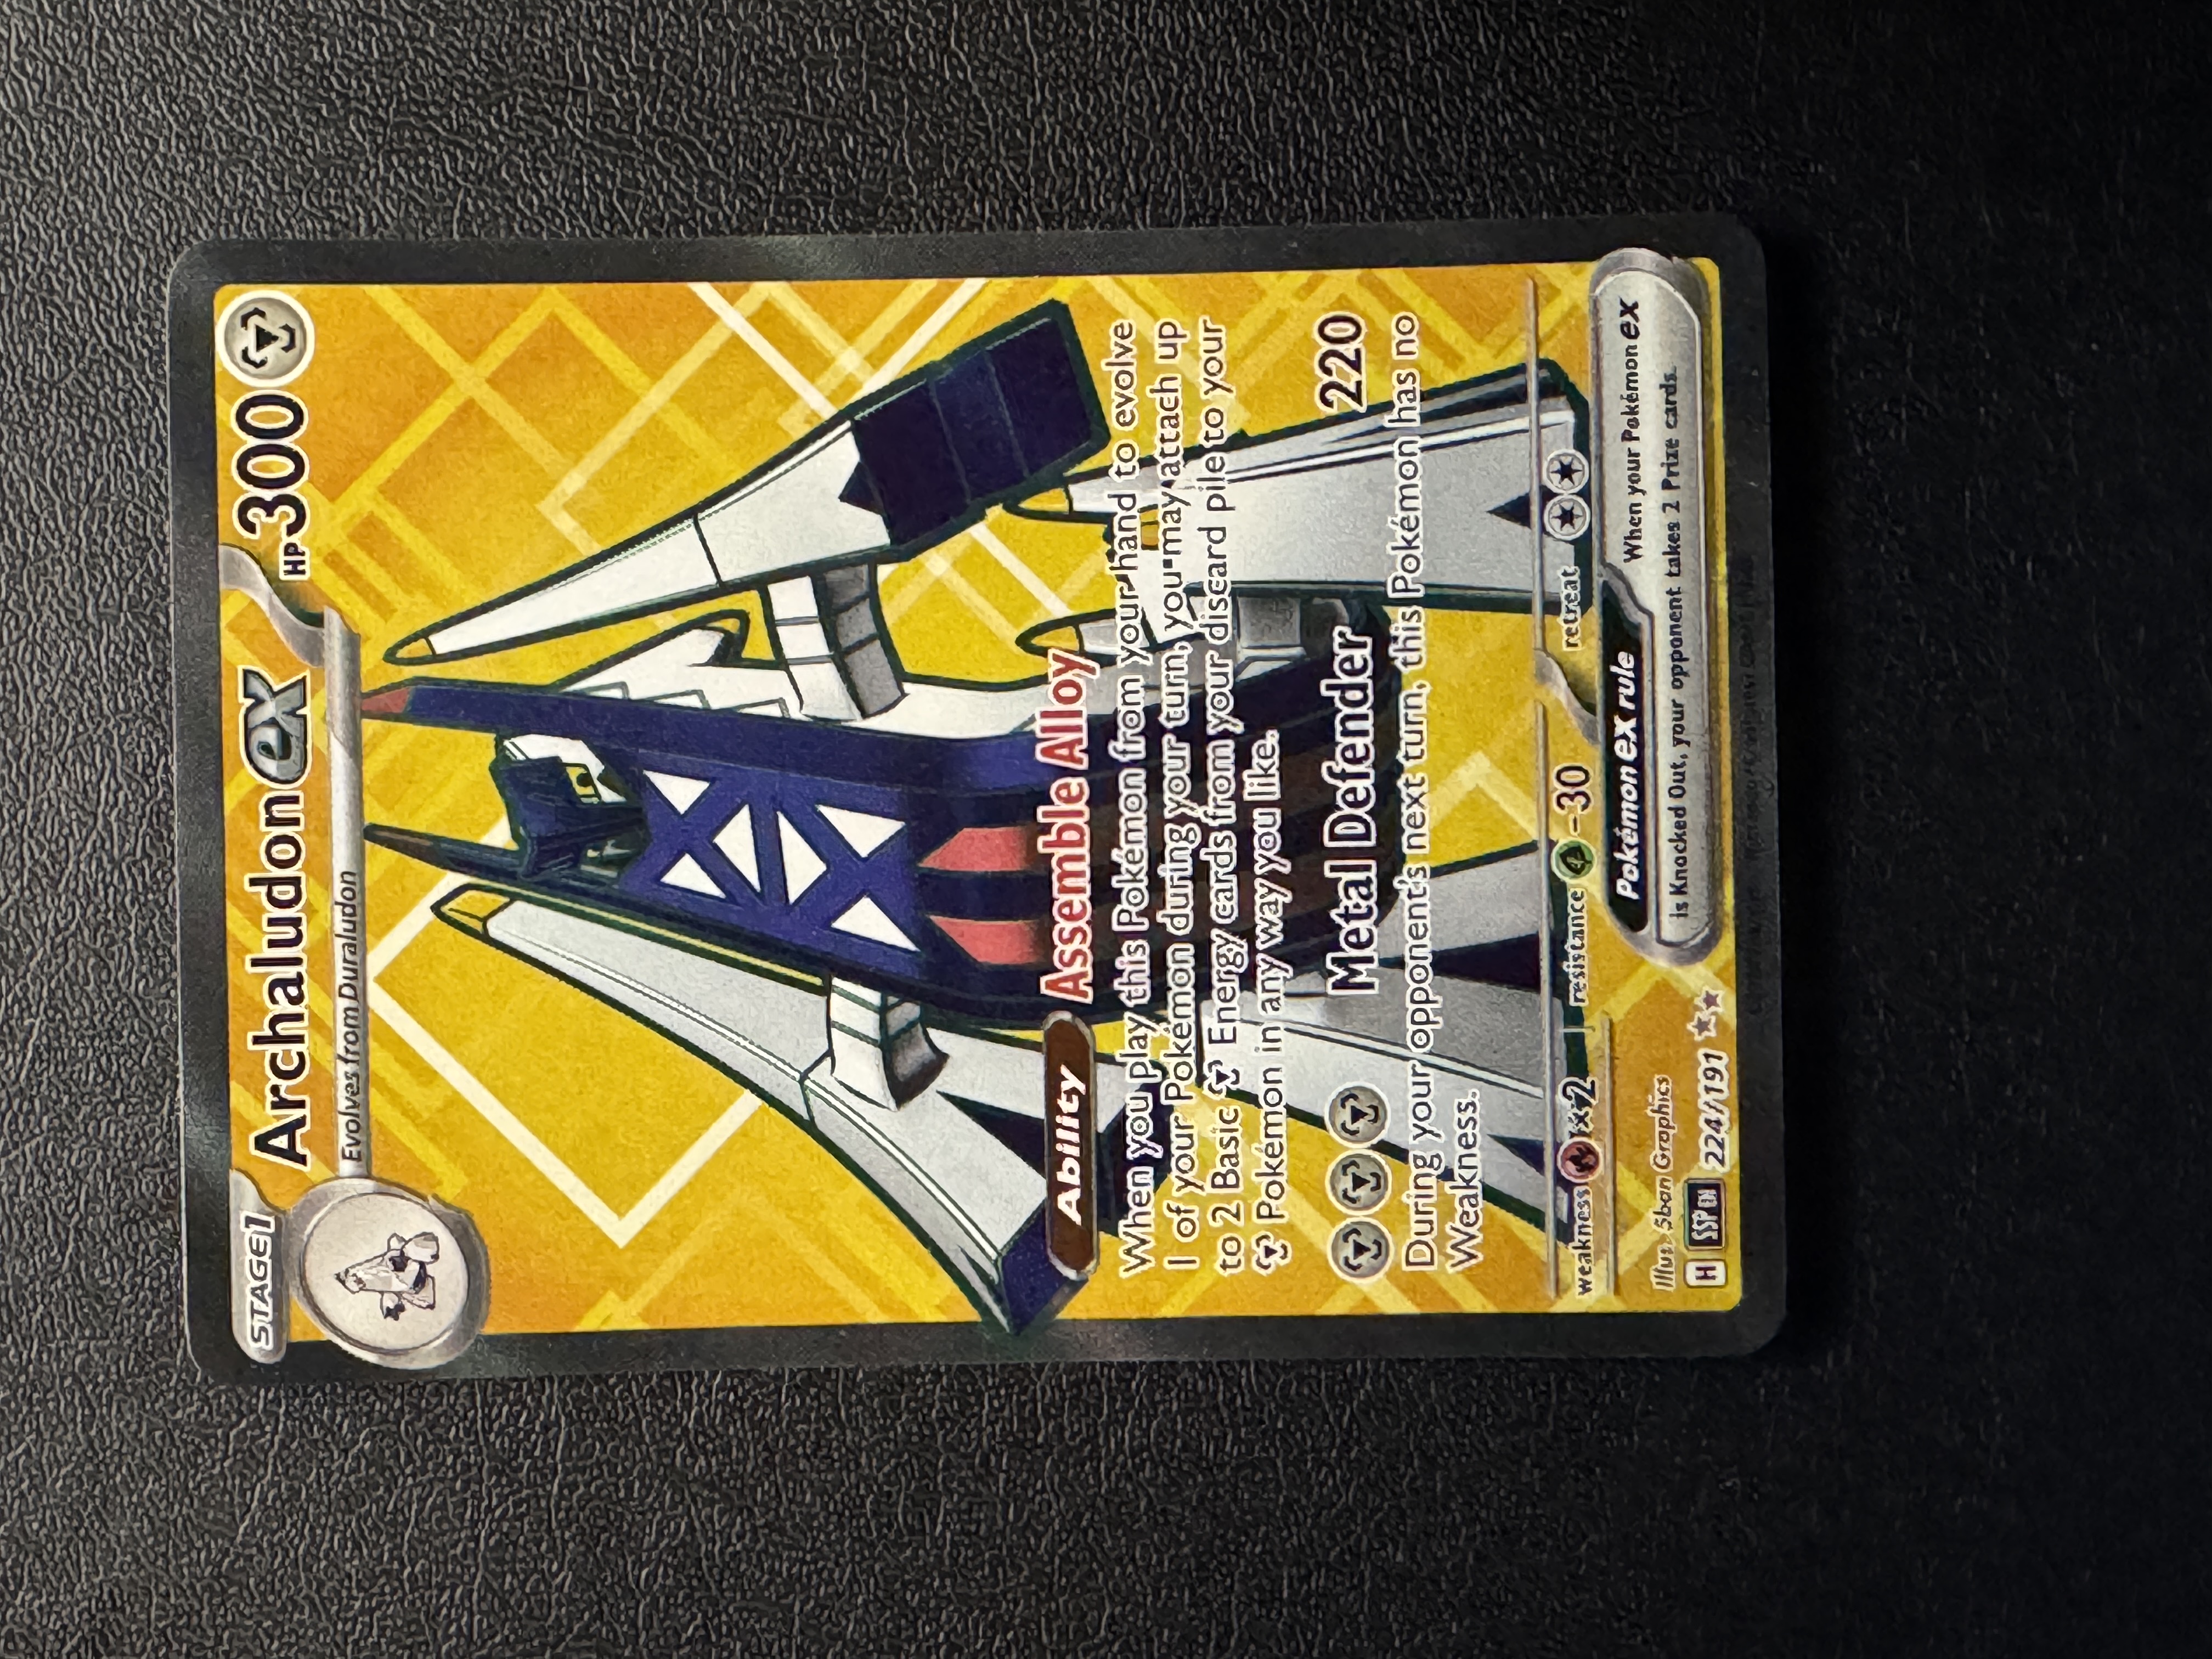 STAGE1
Archaludon ex
HP 300
Evolves from Duraludon
Ability Assemble Alloy
When you play this Pokémon from your hand to evolve
1 of your Pokémon during your turn, you may attach up
to 2 Basic Energy cards from your discard pile to your
Pokémon in any way you like.
Metal Defender 220
During your opponent's next turn, this Pokémon has no
Weakness.
weakness ×2 resistance -30 retreat
Illus. 5ban Graphics
Pokémon ex rule When your Pokémon ex
is Knocked Out, your opponent takes 2 Prize cards.
H SSP EN 224/191